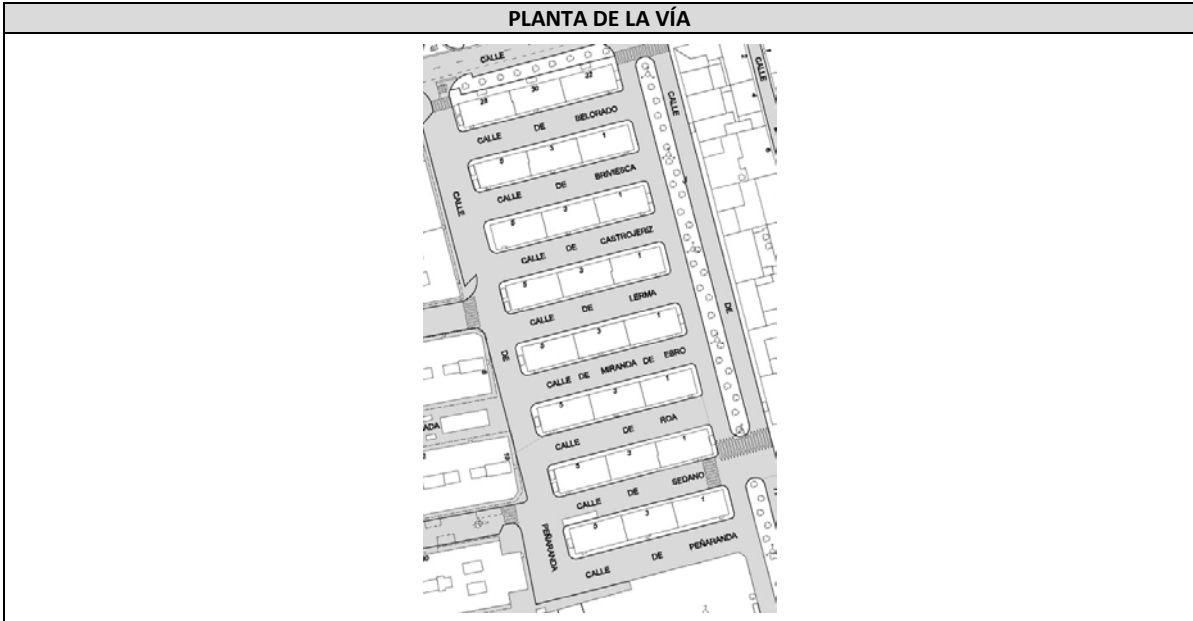 PLANTA DE LA VÍA
CALLE
28 30 32
CALLE DE BELORADO
CALLE
CALLE
5 3 1
CALLE DE BRIVIESCA
CALLE
5 3 1
CALLE DE CASTROJERIZ
5 3 1
CALLE DE LERMA
DE
DE
5 3 1
CALLE DE MIRANDA DE EBRO
5 3 1
CALLE DE ROA
ADA
5 3 1
CALLE DE SEDANO
5 3 1
PEÑARANDA
CALLE DE PEÑARANDA